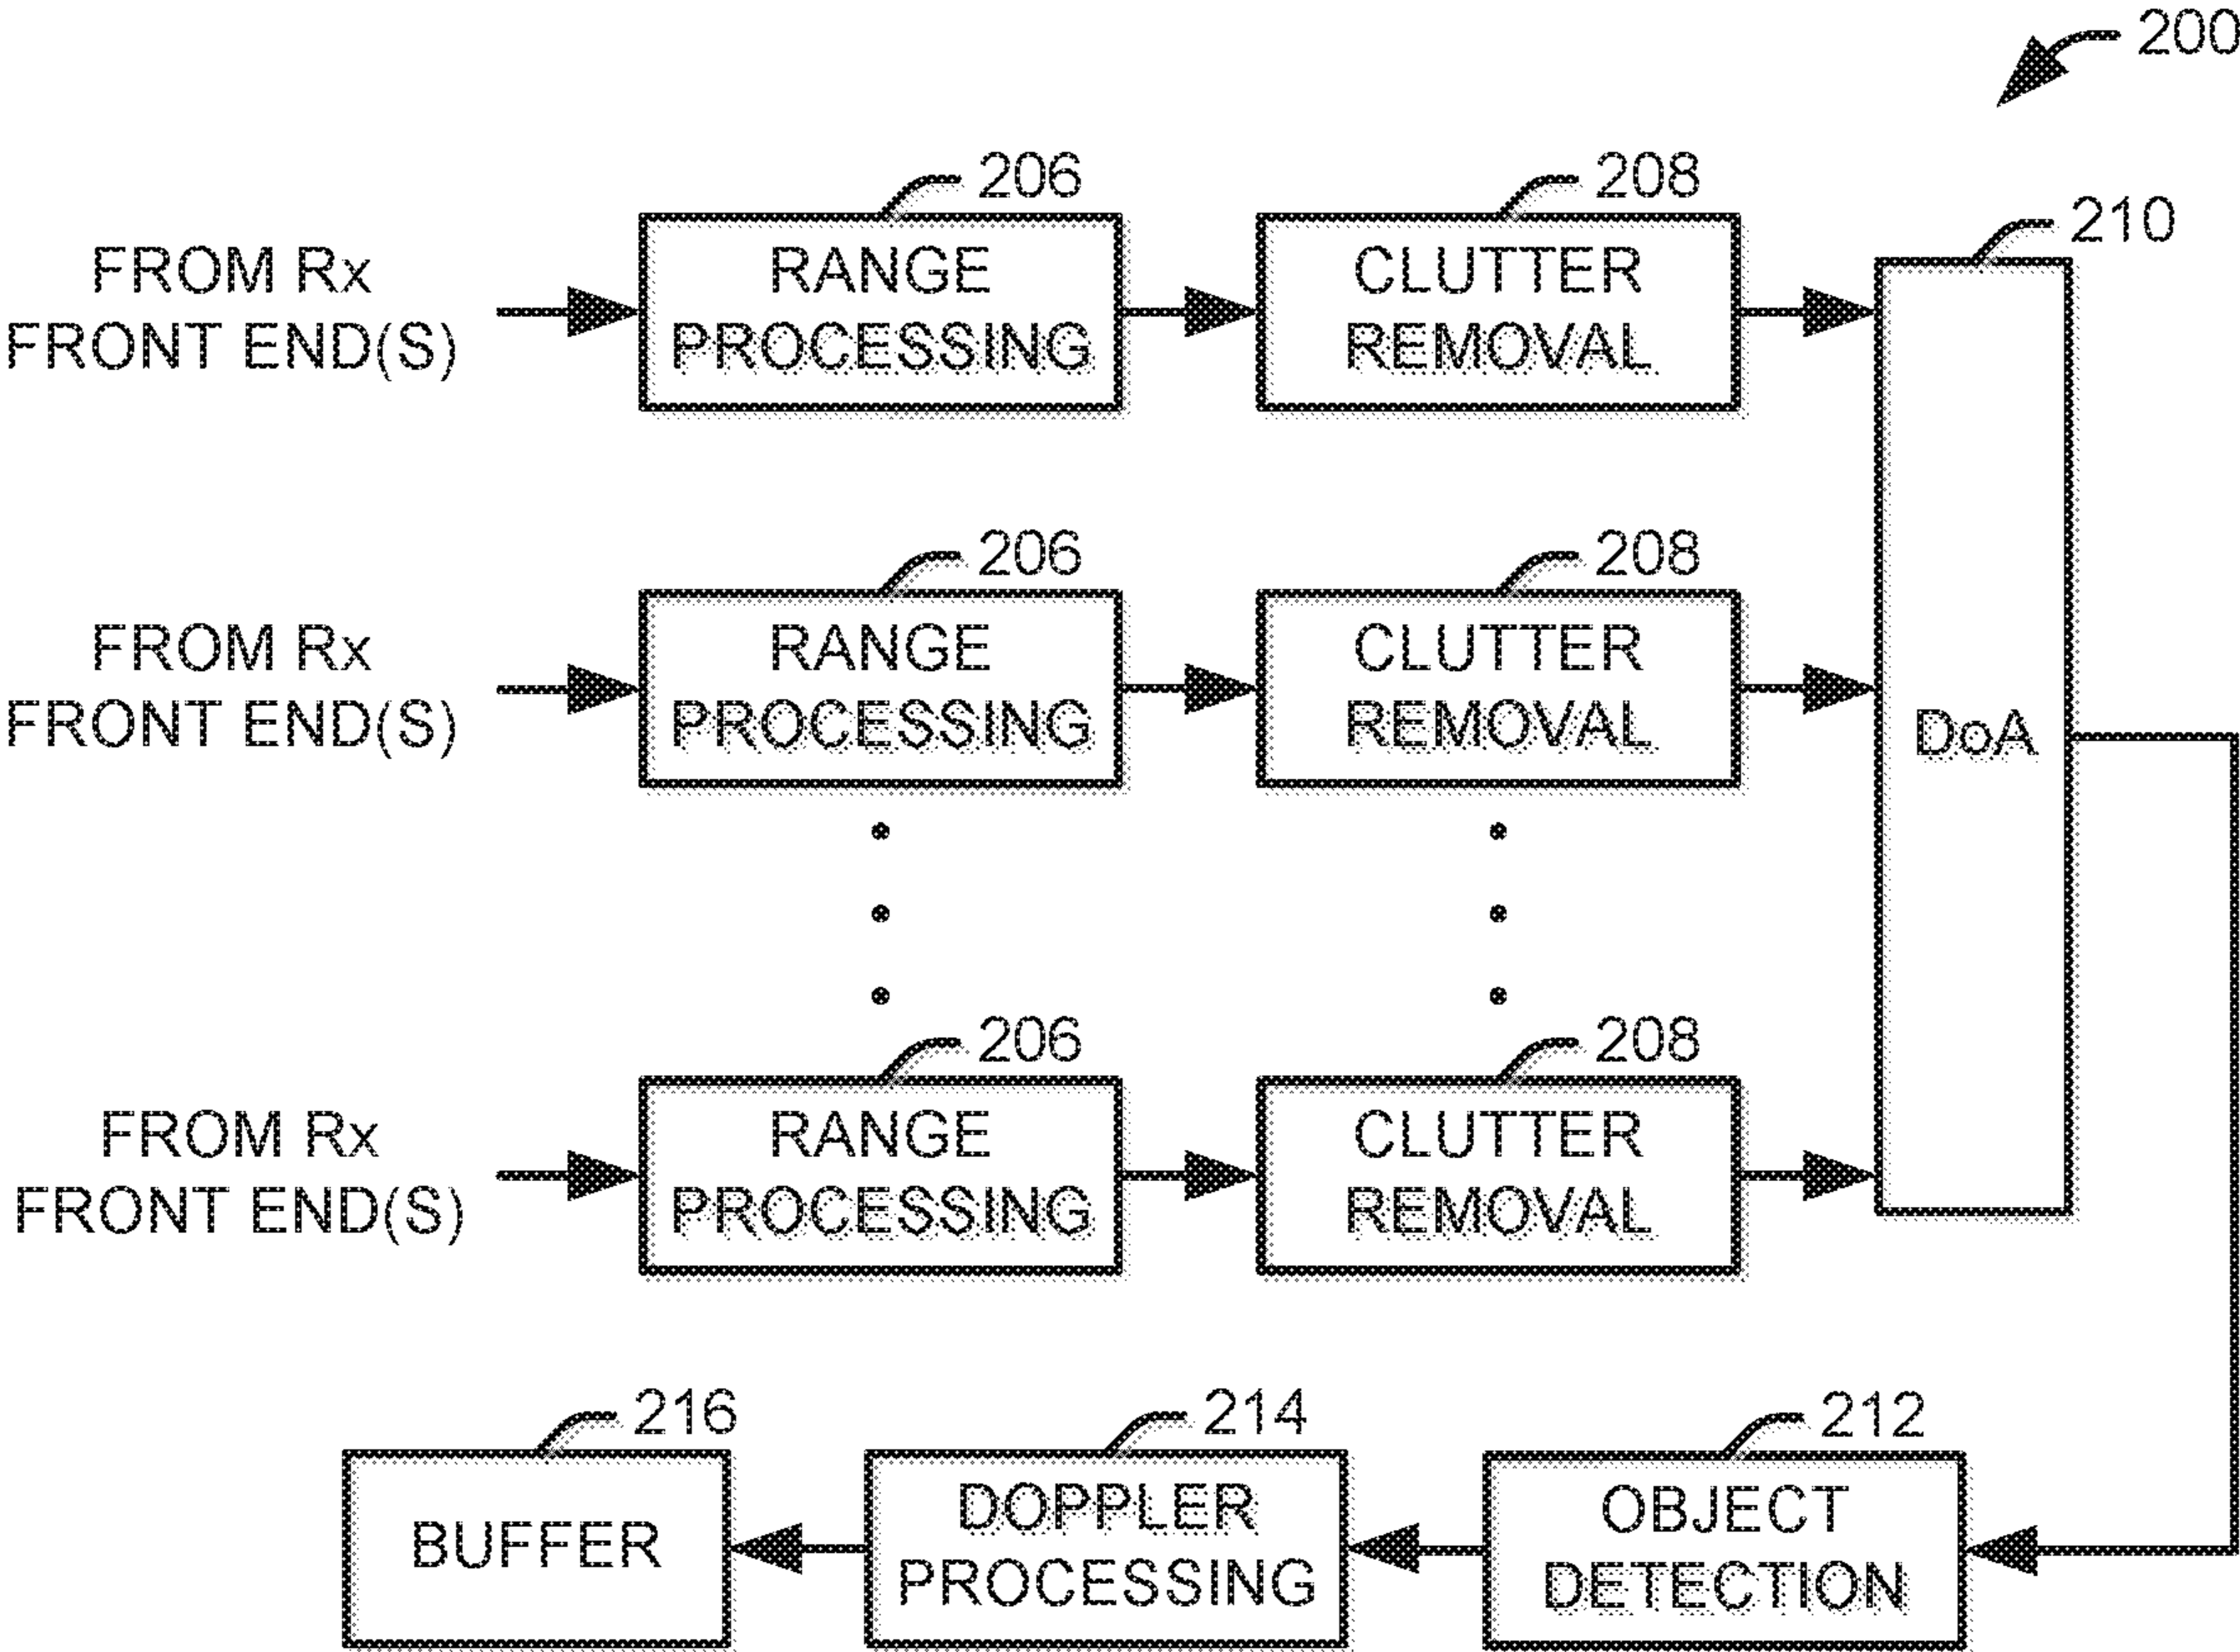 200
206
208
210
FROM Rx
FRONT END(S)
RANGE
PROCESSING
CLUTTER
REMOVAL
206
208
FROM Rx
FRONT END(S)
RANGE
PROCESSING
CLUTTER
REMOVAL
DoA
206
208
FROM Rx
FRONT END(S)
RANGE
PROCESSING
CLUTTER
REMOVAL
216
214
212
BUFFER
DOPPLER
PROCESSING
OBJECT
DETECTION